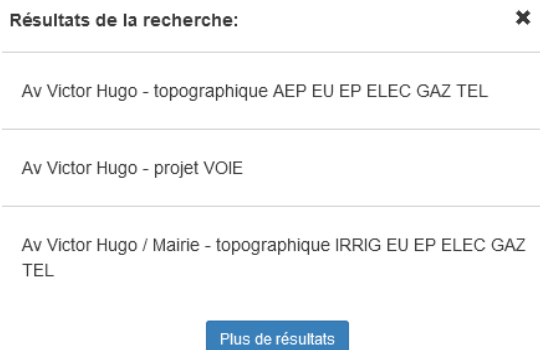 Résultats de la recherche: ✖
Av Victor Hugo - topographique AEP EU EP ELEC GAZ TEL
Av Victor Hugo - projet VOIE
Av Victor Hugo / Mairie - topographique IRRIG EU EP ELEC GAZ
TEL
Plus de résultats